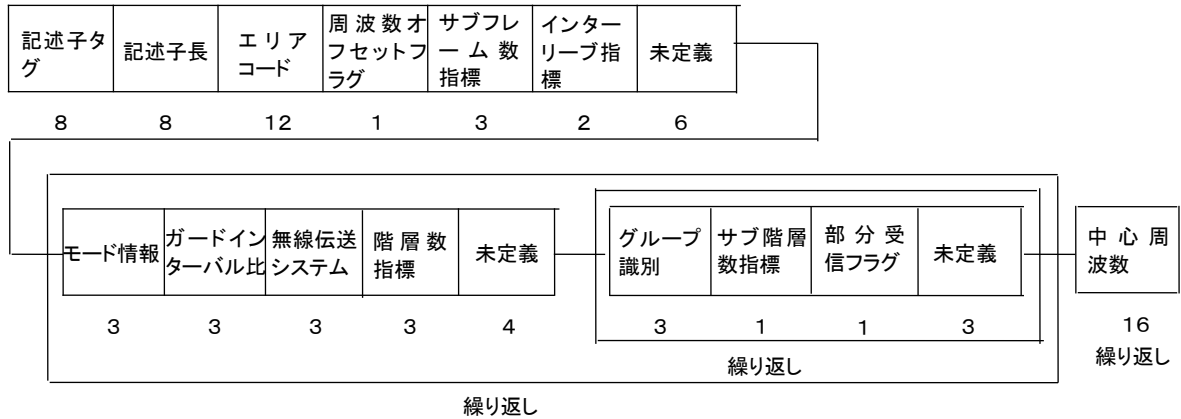 記述子タ
グ
記述子長
エリア
コード
周波数オ
フセットフ
ラグ
サブフレ
ーム数
指標
インタ
ーリーブ指
標
未定義
8
8
12
1
3
2
6
モード情報
ガードイン
ターバル比
無線伝送
システム
階層数
指標
未定義
グループ
識別
サブ階層
数指標
部分受
信フラグ
未定義
中心周
波数
3
3
3
3
4
3
1
1
3
16
繰り返し
繰り返し
繰り返し